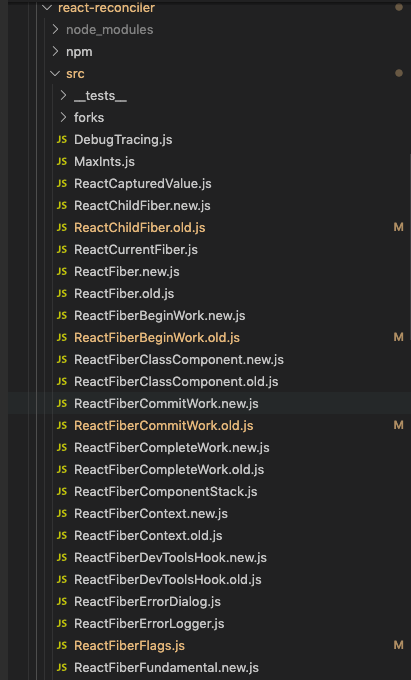 react-reconciler
node_modules
npm
src
__tests__
forks
JS DebugTracing.js
JS MaxInts.js
JS ReactCapturedValue.js
JS ReactChildFiber.new.js
JS ReactChildFiber.old.js M
JS ReactCurrentFiber.js
JS ReactFiber.new.js
JS ReactFiber.old.js
JS ReactFiberBeginWork.new.js
JS ReactFiberBeginWork.old.js M
JS ReactFiberClassComponent.new.js
JS ReactFiberClassComponent.old.js
JS ReactFiberCommitWork.new.js
JS ReactFiberCommitWork.old.js M
JS ReactFiberCompleteWork.new.js
JS ReactFiberCompleteWork.old.js
JS ReactFiberComponentStack.js
JS ReactFiberContext.new.js
JS ReactFiberContext.old.js
JS ReactFiberDevToolsHook.new.js
JS ReactFiberDevToolsHook.old.js
JS ReactFiberErrorDialog.js
JS ReactFiberErrorLogger.js
JS ReactFiberFlags.js M
JS ReactFiberFundamental.new.js